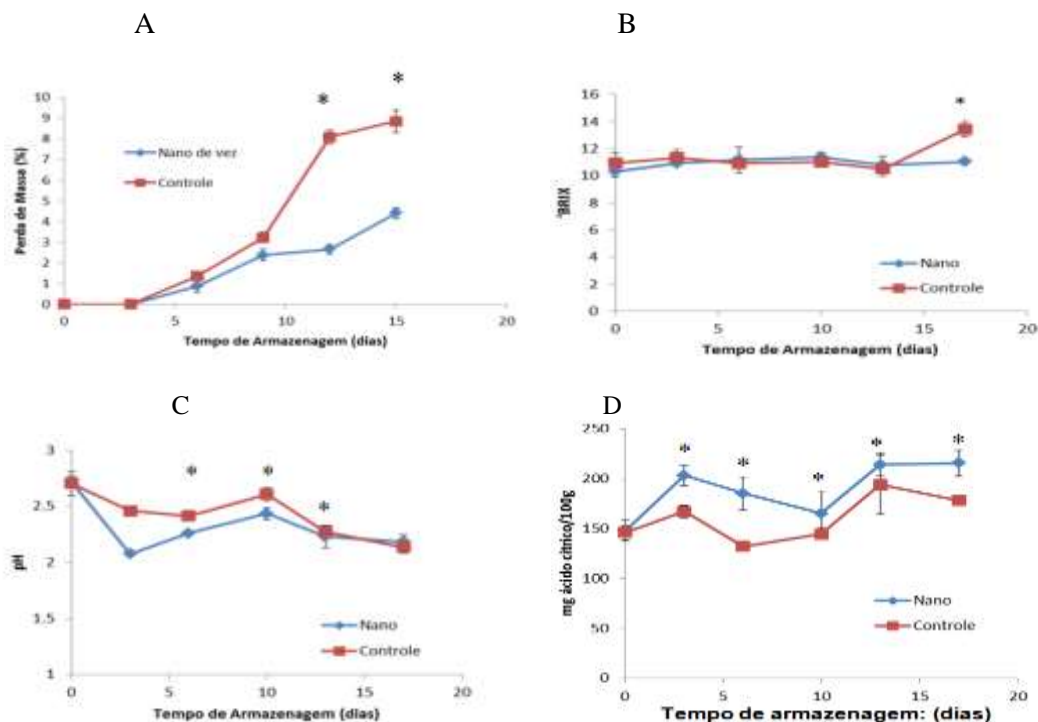 A
*
*
10
9
8
7
6
5
4
3
2
1
0
Perda de Massa (%)
Nano de vez
Controle
0 5 10 15 20
Tempo de Armazenagem (dias)
B
*
16
14
12
10
8
6
4
2
0
°BRIX
Nano
Controle
0 5 10 15 20
Tempo de Armazenagem (dias)
C
* * *
3
2.5
2
1.5
1
pH
Nano
Controle
0 5 10 15 20
Tempo de Armazenagem (dias)
D
* * * * *
250
200
150
100
50
0
mg ácido cítrico/100g
Nano
Controle
0 5 10 15 20
Tempo de armazenagem: (dias)